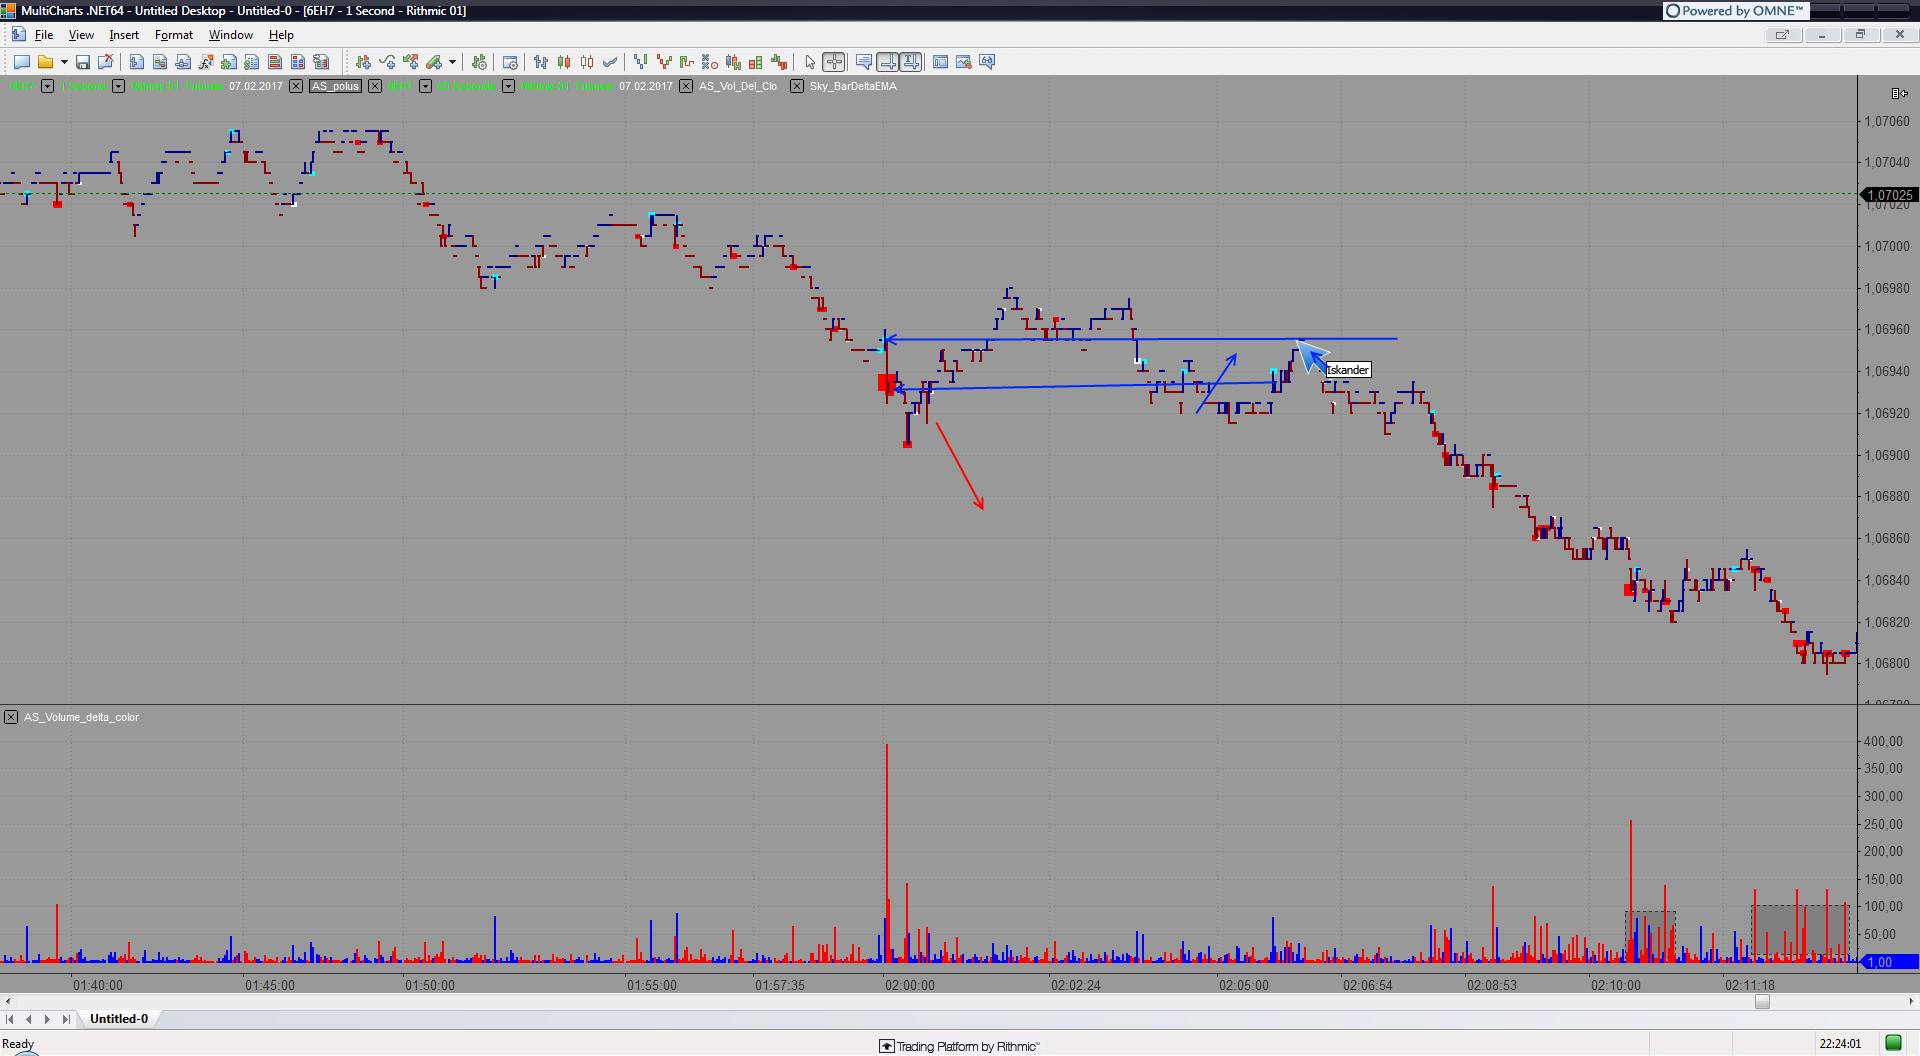 MultiCharts .NET64 - Untitled Desktop - Untitled-0 - [6EH7 - 1 Second - Rithmic 01]
Powered by OMNE™
File View Insert Format Window Help
1 Second Rithmic 01 Futures 07.02.2017 AS_polus Rithmic 01 Futures 07.02.2017 AS_Vol_Del_Clo Sky_BarDeltaEMA
1,07060
1,07040
1,07025
1,07020
1,07000
1,06980
1,06960
1,06940
Iskander
1,06920
1,06900
1,06880
1,06860
1,06840
1,06820
1,06800
1,06780
AS_Volume_delta_color
400,00
350,00
300,00
250,00
200,00
150,00
100,00
50,00
1,00
01:40:00 01:45:00 01:50:00 01:55:00 01:57:35 02:00:00 02:02:24 02:05:00 02:06:54 02:08:53 02:10:00 02:11:18
Untitled-0
Ready
Trading Platform by Rithmic™
22:24:01